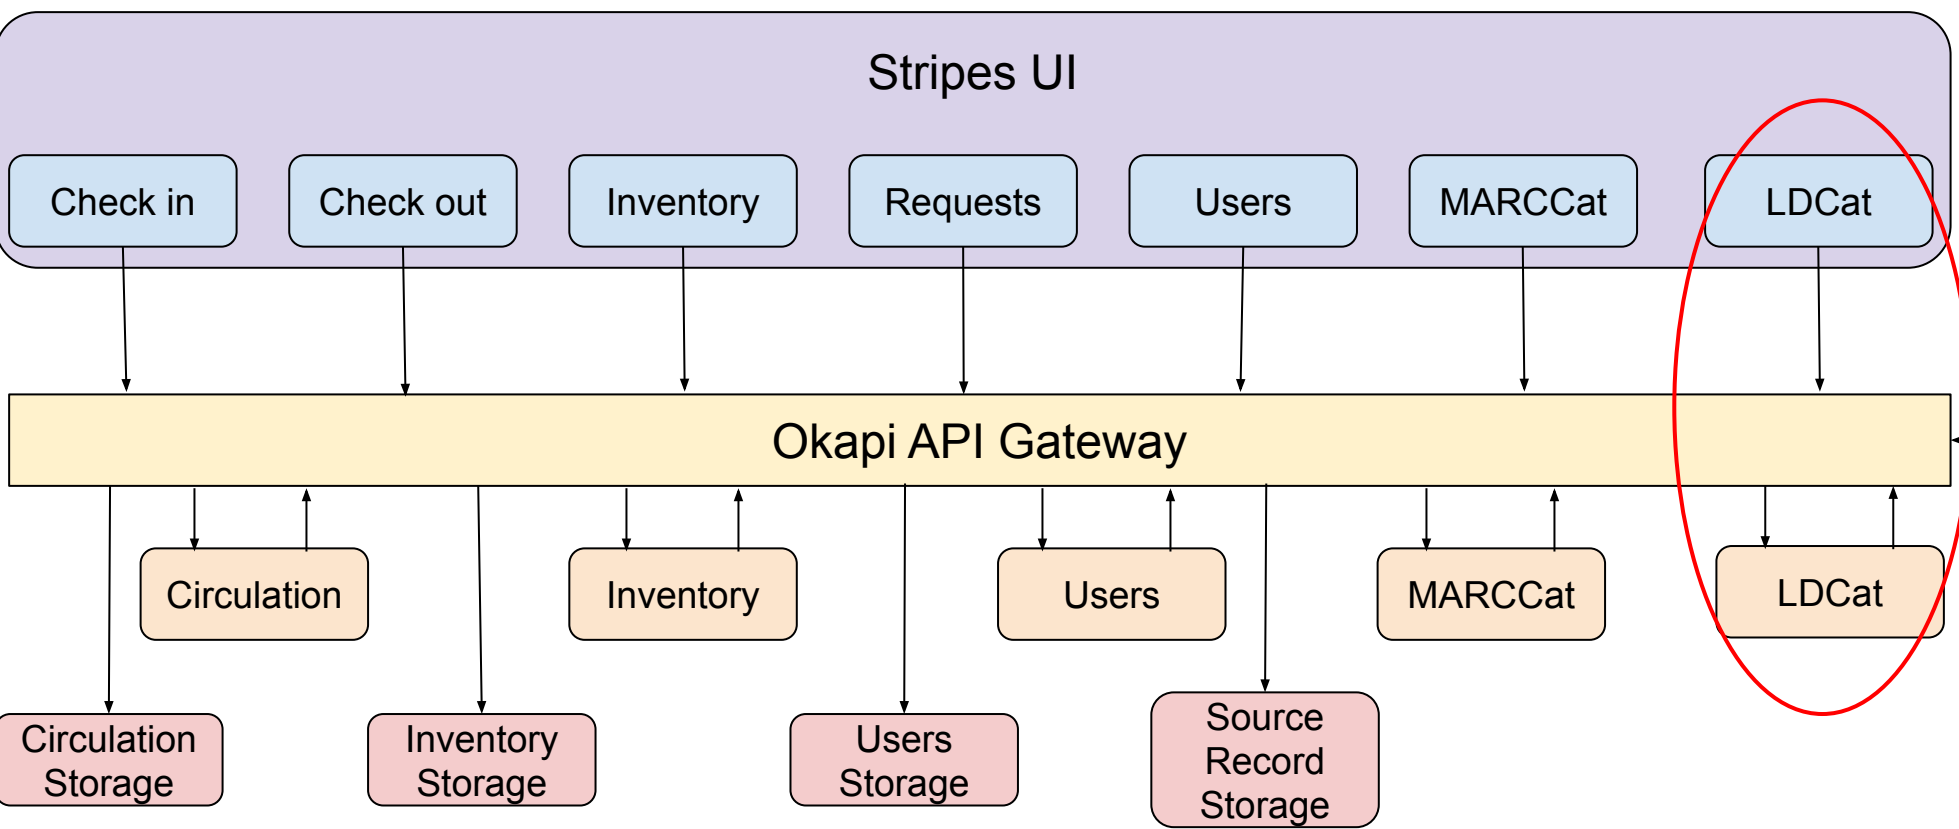 Stripes UI
Check in
Check out
Inventory
Requests
Users
MARCCat
LDCat
Okapi API Gateway
Circulation
Inventory
Users
MARCCat
LDCat
Circulation
Storage
Inventory
Storage
Users
Storage
Source
Record
Storage